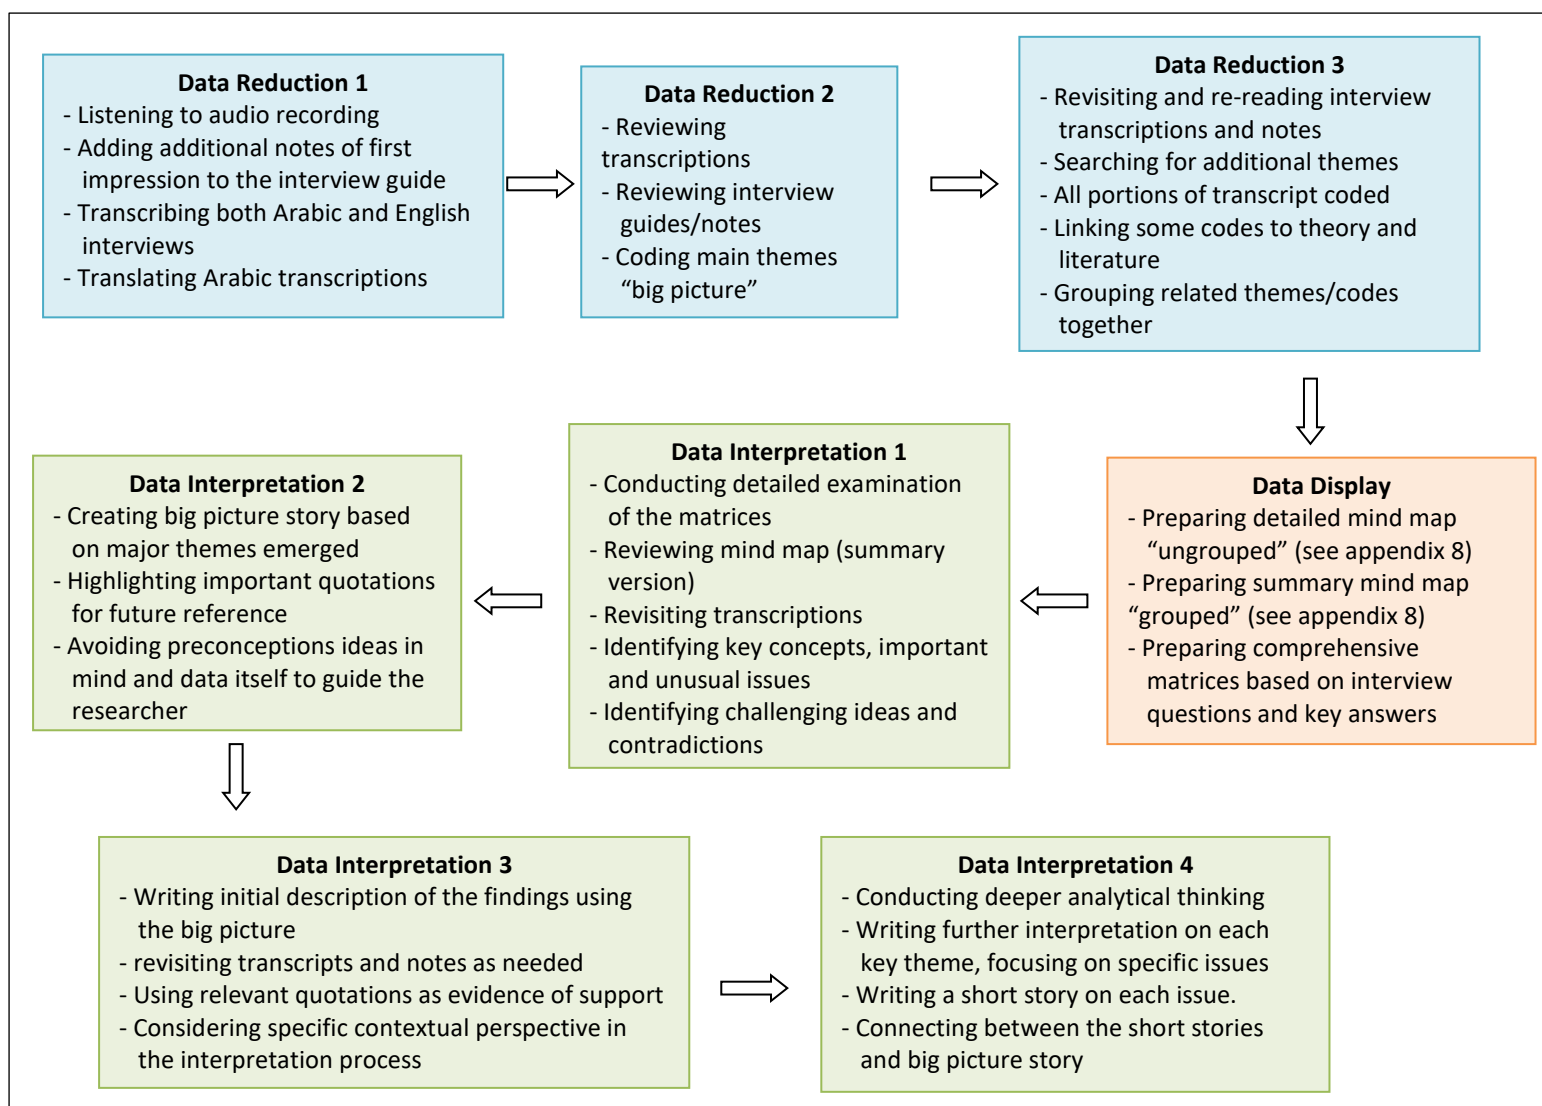 Data Reduction 1
- Listening to audio recording
- Adding additional notes of first
impression to the interview guide
- Transcribing both Arabic and English
interviews
- Translating Arabic transcriptions
Data Reduction 2
- Reviewing
transcriptions
- Reviewing interview
guides/notes
- Coding main themes
“big picture”
Data Reduction 3
- Revisiting and re-reading interview
transcriptions and notes
- Searching for additional themes
- All portions of transcript coded
- Linking some codes to theory and
literature
- Grouping related themes/codes
together
Data Display
- Preparing detailed mind map
“ungrouped” (see appendix 8)
- Preparing summary mind map
“grouped” (see appendix 8)
- Preparing comprehensive
matrices based on interview
questions and key answers
Data Interpretation 1
- Conducting detailed examination
of the matrices
- Reviewing mind map (summary
version)
- Revisiting transcriptions
- Identifying key concepts, important
and unusual issues
- Identifying challenging ideas and
contradictions
Data Interpretation 2
- Creating big picture story based
on major themes emerged
- Highlighting important quotations
for future reference
- Avoiding preconceptions ideas in
mind and data itself to guide the
researcher
Data Interpretation 3
- Writing initial description of the findings using
the big picture
- revisiting transcripts and notes as needed
- Using relevant quotations as evidence of support
- Considering specific contextual perspective in
the interpretation process
Data Interpretation 4
- Conducting deeper analytical thinking
- Writing further interpretation on each
key theme, focusing on specific issues
- Writing a short story on each issue.
- Connecting between the short stories
and big picture story